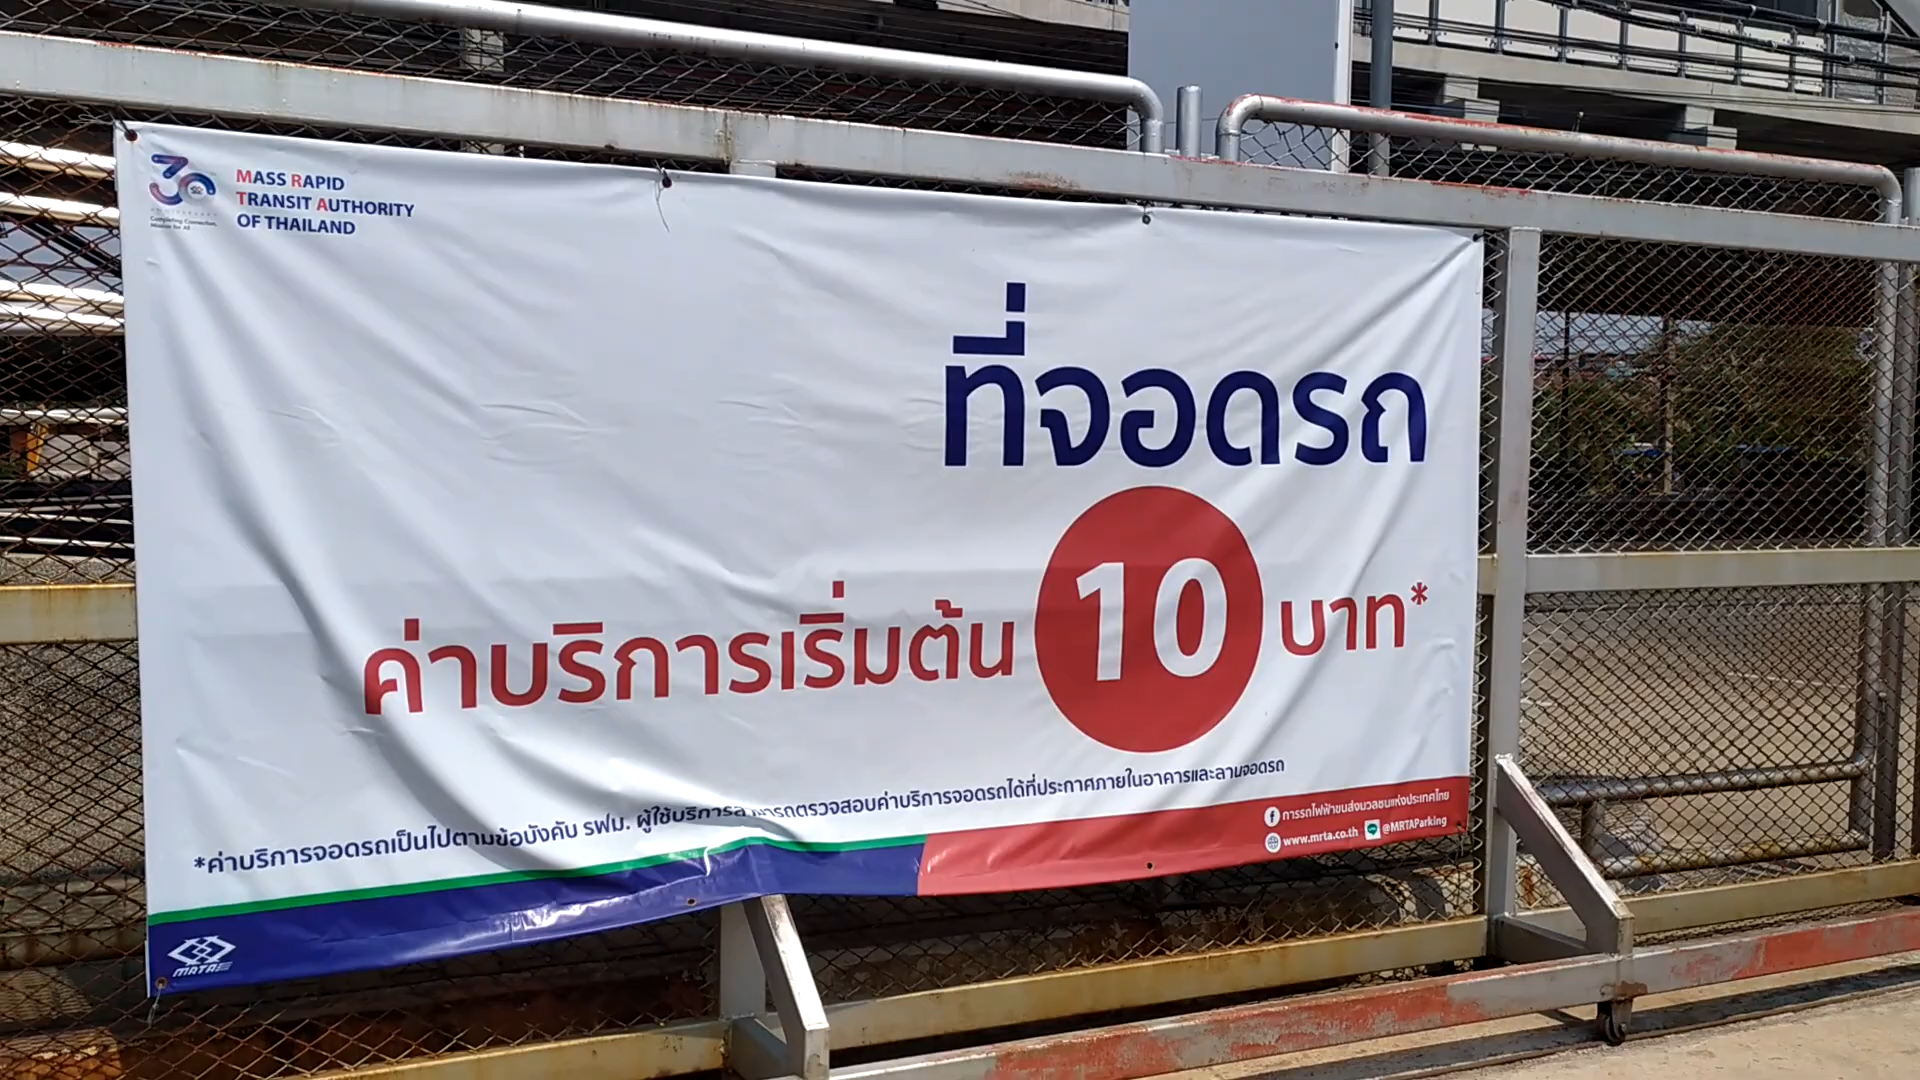 30
ANNIVERSARY
Completing Connection,
Mission for All
MASS RAPID
TRANSIT AUTHORITY
OF THAILAND
ที่จอดรถ
ค่าบริการเริ่มต้น 10 บาท*
*ค่าบริการจอดรถเป็นไปตามข้อบังคับ รฟม. ผู้ใช้บริการสามารถตรวจสอบค่าบริการจอดรถได้ที่ประกาศภายในอาคารและลานจอดรถ
การรถไฟฟ้าขนส่งมวลชนแห่งประเทศไทย
www.mrta.co.th @MRTAParking
MRTA